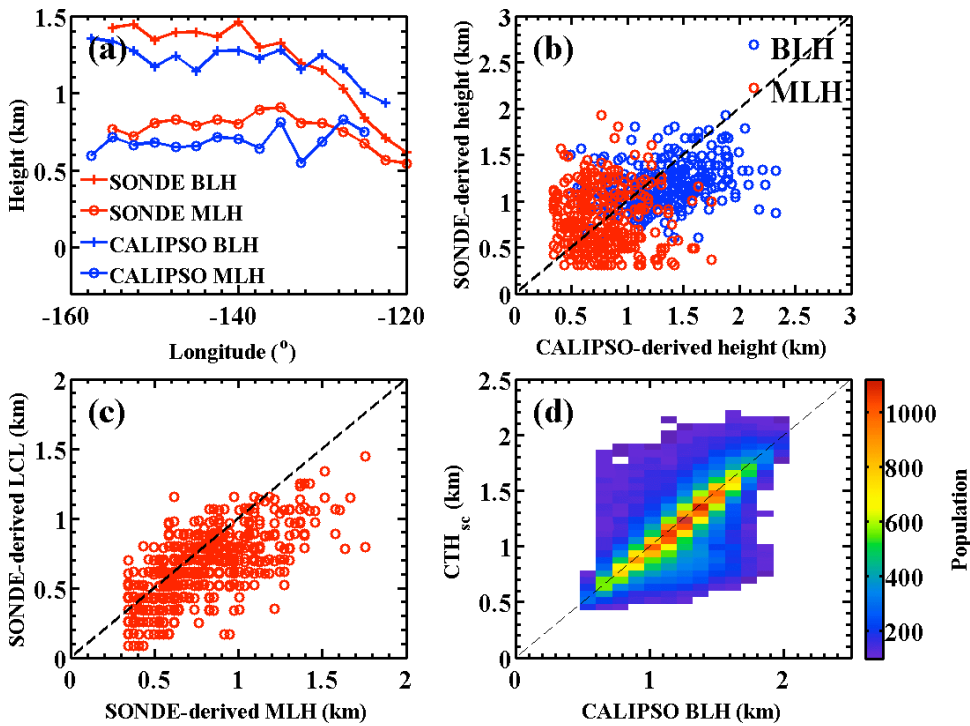 (a)
1.5
1
0.5
0
Height (km)
SONDE BLH
SONDE MLH
CALIPSO BLH
CALIPSO MLH
-160
-140
-120
Longitude (°)
(b)
BLH
MLH
3
2.5
2
1.5
1
0.5
0
SONDE-derived height (km)
0
0.5
1
1.5
2
2.5
3
CALIPSO-derived height (km)
(c)
2
1.5
1
0.5
0
SONDE-derived LCL (km)
0
0.5
1
1.5
2
SONDE-derived MLH (km)
(d)
2.5
2
1.5
1
0.5
0
CTH sc (km)
0
1
2
CALIPSO BLH (km)
1000
800
600
400
200
Population